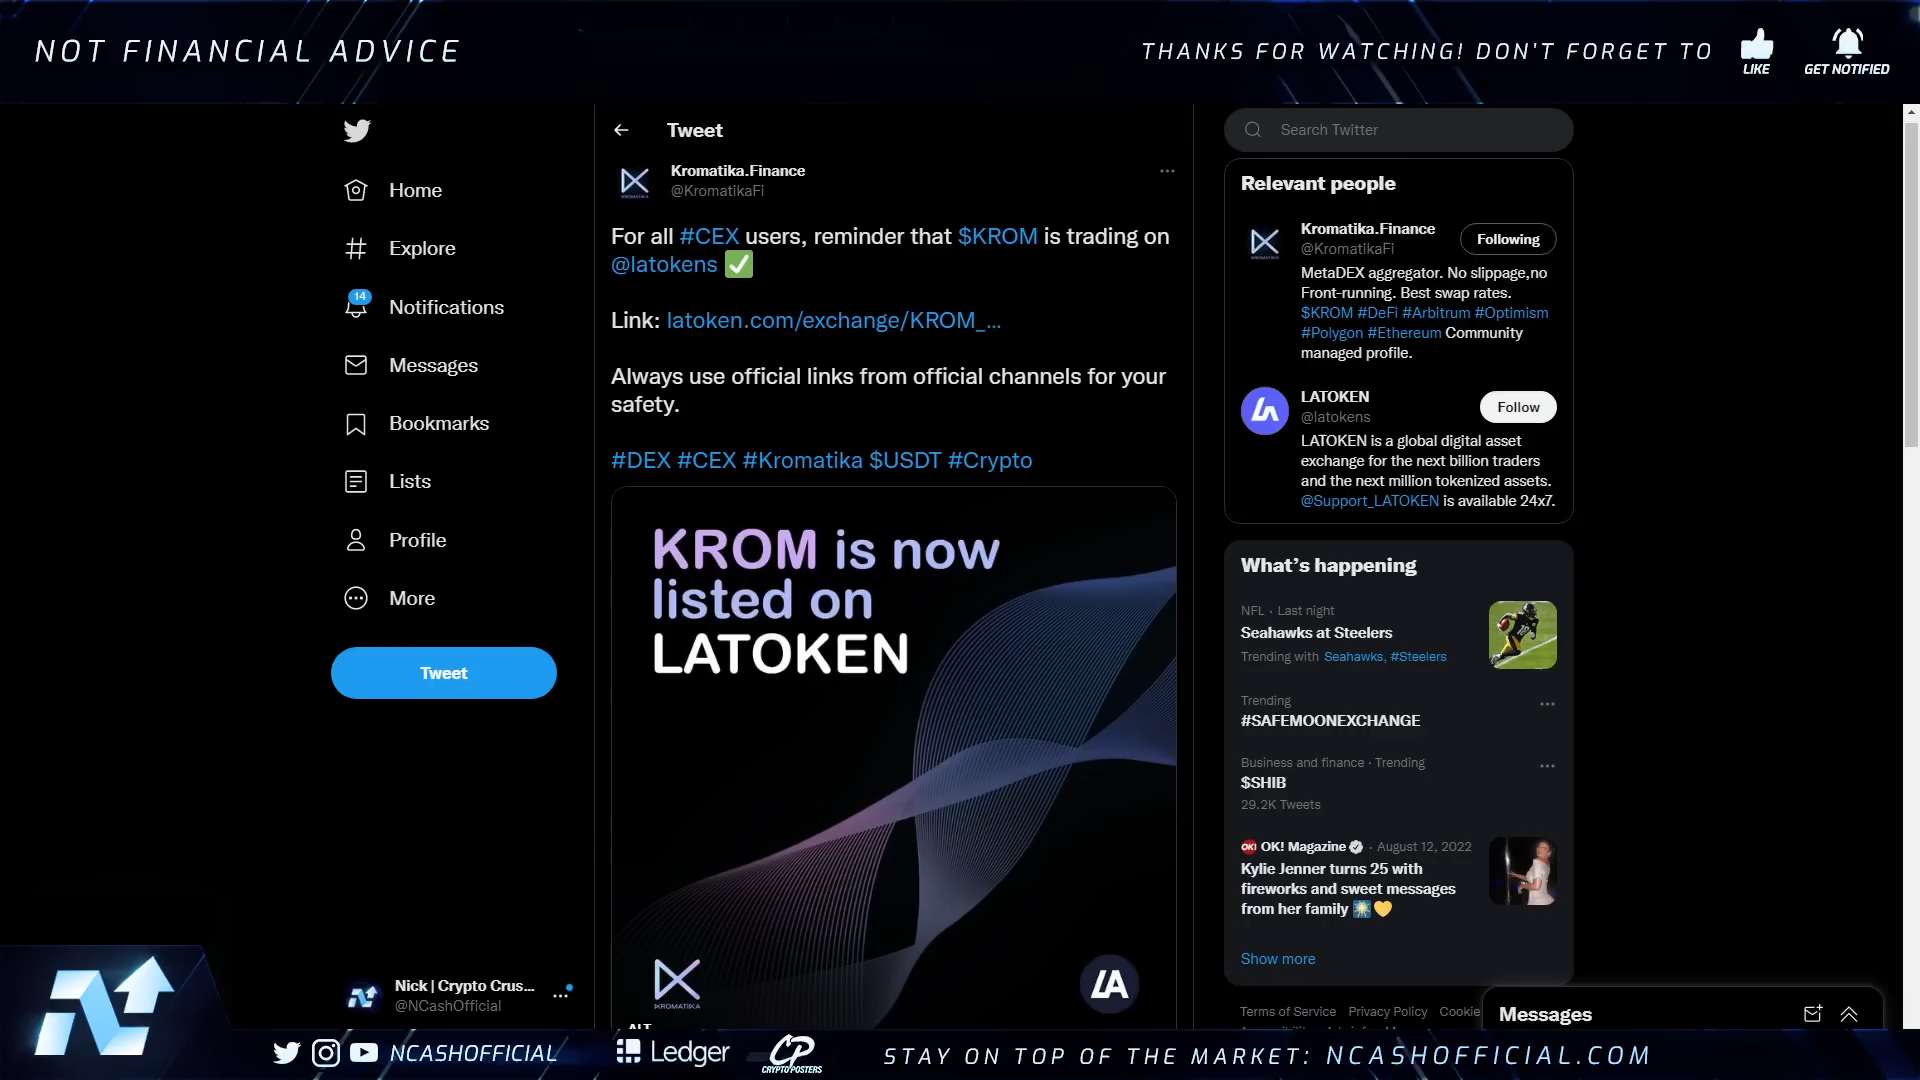 NOT FINANCIAL ADVICE
THANKS FOR WATCHING! DON'T FORGET TO
LIKE
GET NOTIFIED
Home
Explore
14
Notifications
Messages
Bookmarks
Lists
Profile
More
Tweet
Nick | Crypto Crus...
@NCashOfficial
Tweet
Kromatika.Finance
@KromatikaFi
For all #CEX users, reminder that $KROM is trading on
@latokens ✅
Link: latoken.com/exchange/KROM_...
Always use official links from official channels for your
safety.
#DEX #CEX #Kromatika $USDT #Crypto
KROM is now
listed on
LATOKEN
KROMATIKA
LA
ALT
Search Twitter
Relevant people
Kromatika.Finance
@KromatikaFi
Following
MetaDEX aggregator. No slippage,no
Front-running. Best swap rates.
$KROM #DeFi #Arbitrum #Optimism
#Polygon #Ethereum Community
managed profile.
LATOKEN
@latokens
Follow
LATOKEN is a global digital asset
exchange for the next billion traders
and the next million tokenized assets.
@Support_LATOKEN is available 24x7.
What's happening
NFL · Last night
Seahawks at Steelers
Trending with Seahawks, #Steelers
Trending
#SAFEMOONEXCHANGE
Business and finance · Trending
$SHIB
29.2K Tweets
OK! OK! Magazine · August 12, 2022
Kylie Jenner turns 25 with
fireworks and sweet messages
from her family 🎆💛
Show more
Terms of Service Privacy Policy Cookie
Messages
NCASHOFFICIAL
Ledger
CP
CRYPTO POSTERS
STAY ON TOP OF THE MARKET: NCASHOFFICIAL.COM